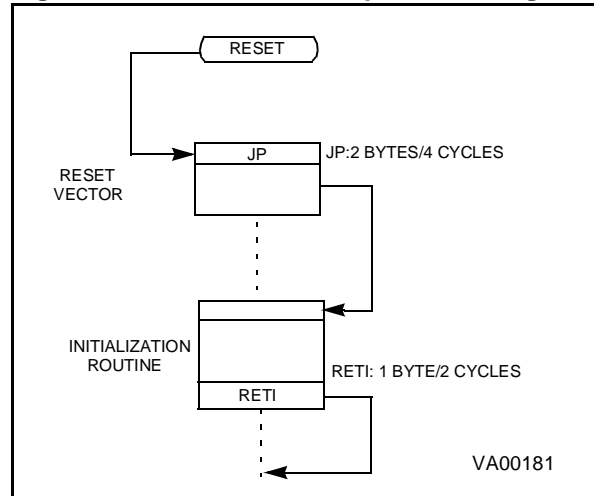 RESET
JP
JP:2 BYTES/4 CYCLES
RESET
VECTOR
INITIALIZATION
ROUTINE
RETI: 1 BYTE/2 CYCLES
RETI
VA00181